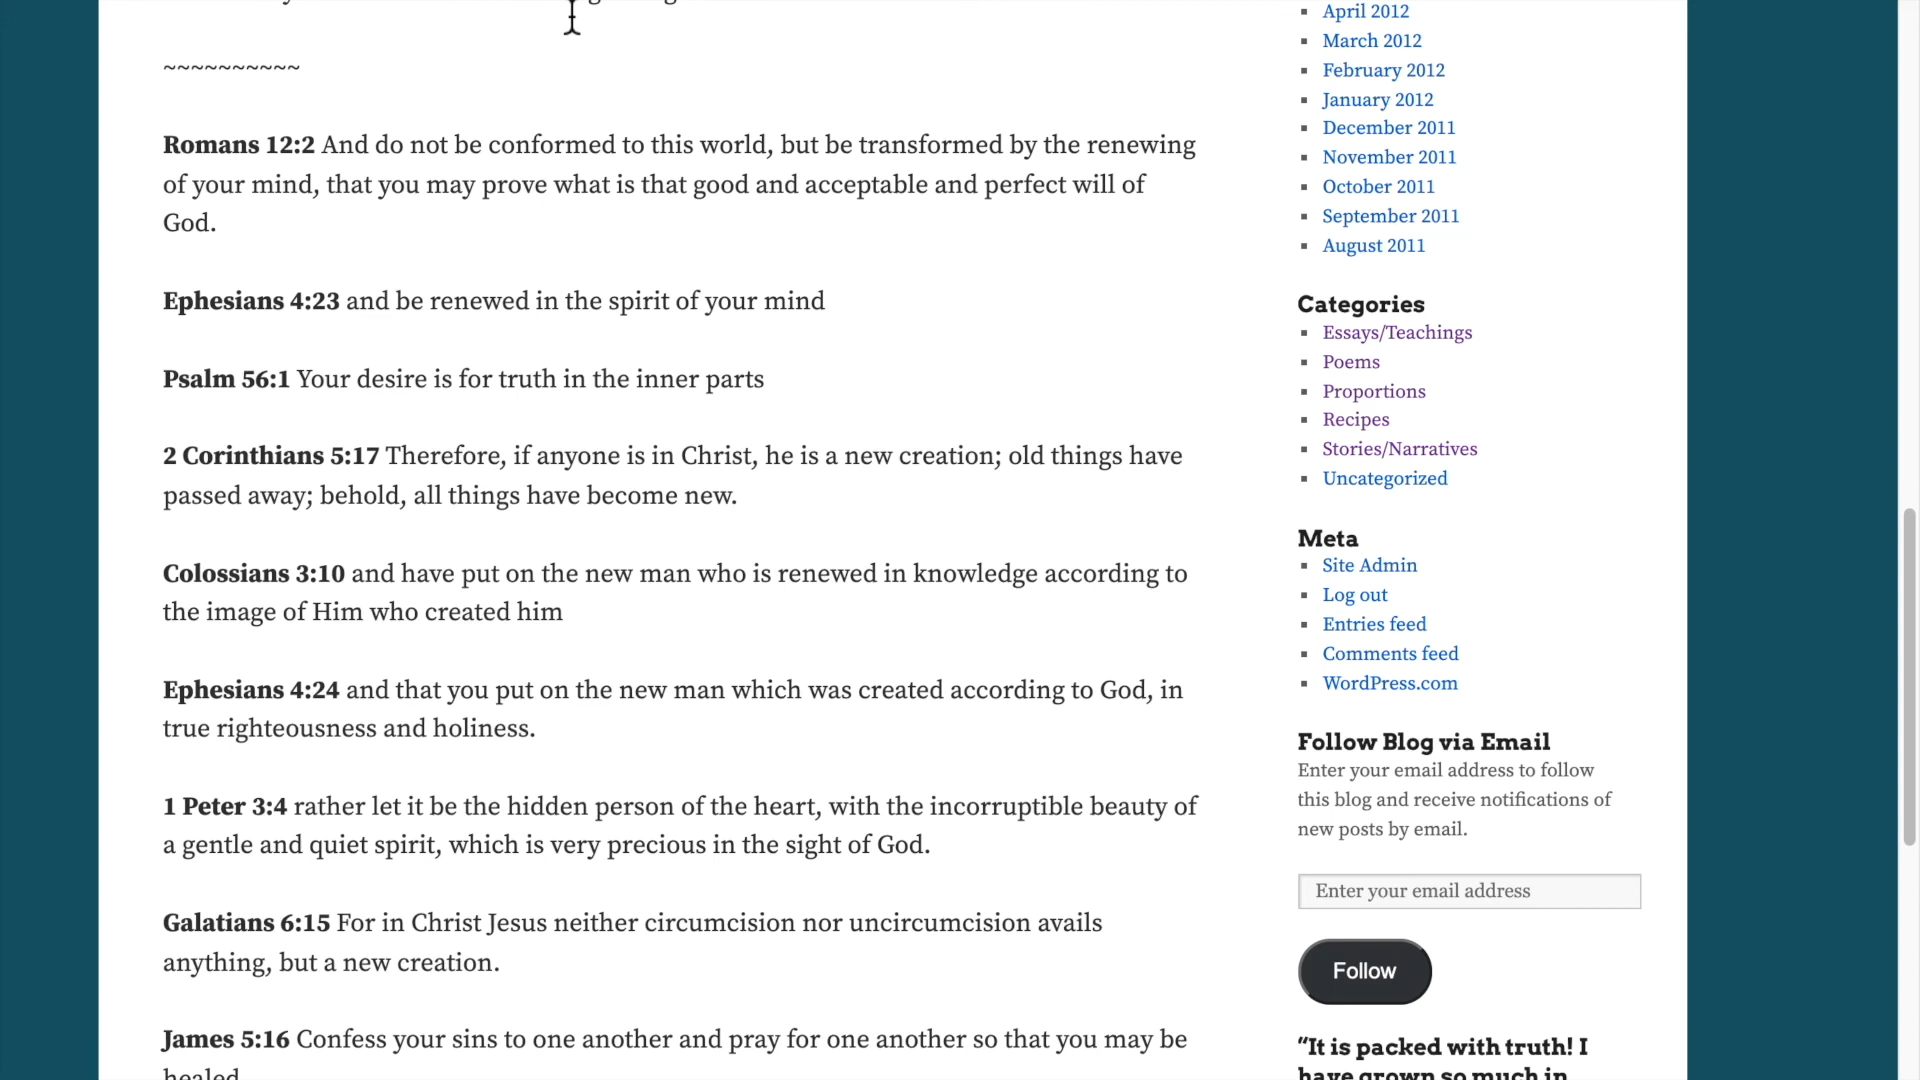 ~~~~~~~~~~
Romans 12:2 And do not be conformed to this world, but be transformed by the renewing
of your mind, that you may prove what is that good and acceptable and perfect will of
God.
Ephesians 4:23 and be renewed in the spirit of your mind
Psalm 56:1 Your desire is for truth in the inner parts
2 Corinthians 5:17 Therefore, if anyone is in Christ, he is a new creation; old things have
passed away; behold, all things have become new.
Colossians 3:10 and have put on the new man who is renewed in knowledge according to
the image of Him who created him
Ephesians 4:24 and that you put on the new man which was created according to God, in
true righteousness and holiness.
1 Peter 3:4 rather let it be the hidden person of the heart, with the incorruptible beauty of
a gentle and quiet spirit, which is very precious in the sight of God.
Galatians 6:15 For in Christ Jesus neither circumcision nor uncircumcision avails
anything, but a new creation.
James 5:16 Confess your sins to one another and pray for one another so that you may be
healed
April 2012
March 2012
February 2012
January 2012
December 2011
November 2011
October 2011
September 2011
August 2011
Categories
Essays/Teachings
Poems
Proportions
Recipes
Stories/Narratives
Uncategorized
Meta
Site Admin
Log out
Entries feed
Comments feed
WordPress.com
Follow Blog via Email
Enter your email address to follow
this blog and receive notifications of
new posts by email.
Enter your email address
Follow
“It is packed with truth! I
have grown so much in